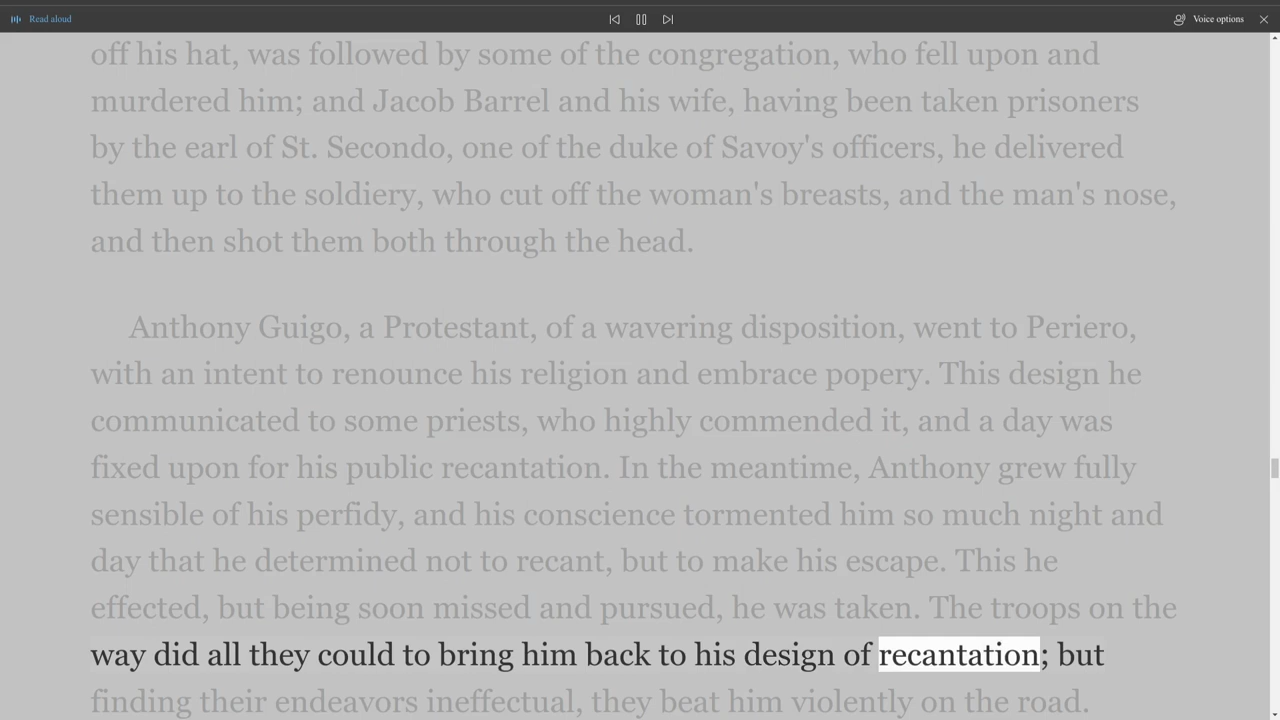 Read aloud
Voice options
off his hat, was followed by some of the congregation, who fell upon and
murdered him; and Jacob Barrel and his wife, having been taken prisoners
by the earl of St. Secondo, one of the duke of Savoy's officers, he delivered
them up to the soldiery, who cut off the woman's breasts, and the man's nose,
and then shot them both through the head.
Anthony Guigo, a Protestant, of a wavering disposition, went to Periero,
with an intent to renounce his religion and embrace popery. This design he
communicated to some priests, who highly commended it, and a day was
fixed upon for his public recantation. In the meantime, Anthony grew fully
sensible of his perfidy, and his conscience tormented him so much night and
day that he determined not to recant, but to make his escape. This he
effected, but being soon missed and pursued, he was taken. The troops on the
way did all they could to bring him back to his design of recantation; but
finding their endeavors ineffectual, they beat him violently on the road.